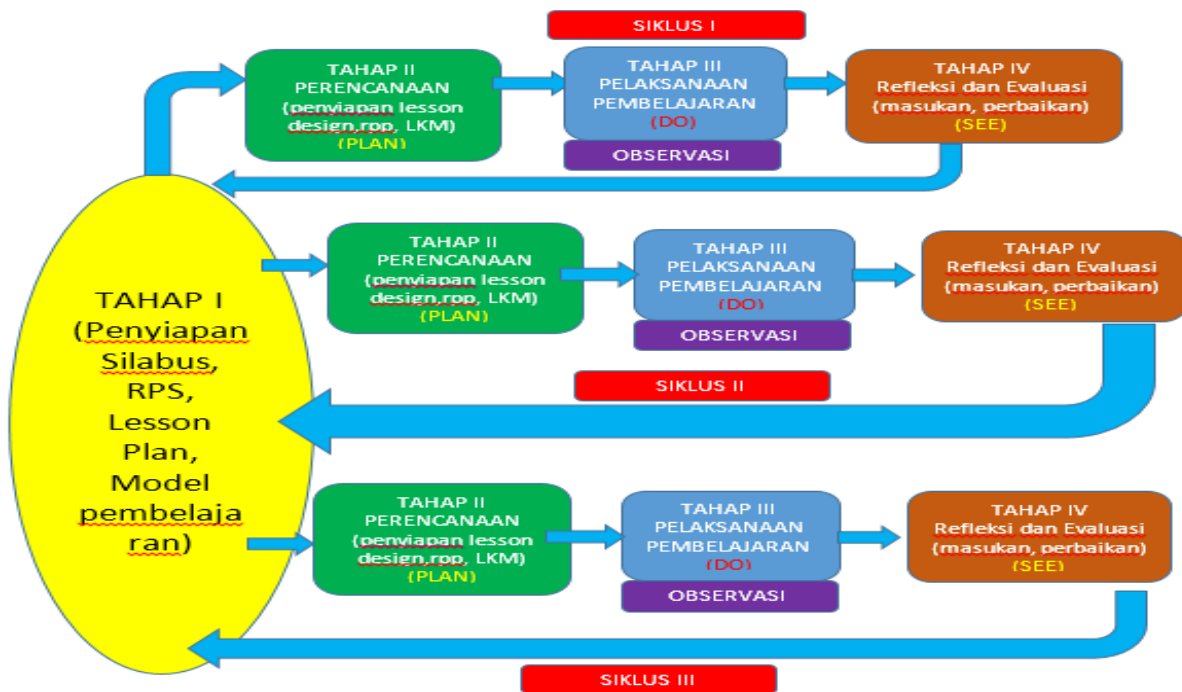 SIKLUS I
TAHAP II
PERENCANAAN
(penyiapan lesson
design,rpp, LKM)
(PLAN)
TAHAP III
PELAKSANAAN
PEMBELAJARAN
(DO)
OBSERVASI
TAHAP IV
Refleksi dan Evaluasi
(masukan, perbaikan)
(SEE)
TAHAP I
(Penyiapan
Silabus,
RPS,
Lesson
Plan,
Model
pembelaja
ran)
TAHAP II
PERENCANAAN
(penyiapan lesson
design,rpp, LKM)
(PLAN)
TAHAP III
PELAKSANAAN
PEMBELAJARAN
(DO)
OBSERVASI
TAHAP IV
Refleksi dan Evaluasi
(masukan, perbaikan)
(SEE)
SIKLUS II
TAHAP II
PERENCANAAN
(penyiapan lesson
design,rpp, LKM)
(PLAN)
TAHAP III
PELAKSANAAN
PEMBELAJARAN
(DO)
OBSERVASI
TAHAP IV
Refleksi dan Evaluasi
(masukan, perbaikan)
(SEE)
SIKLUS III